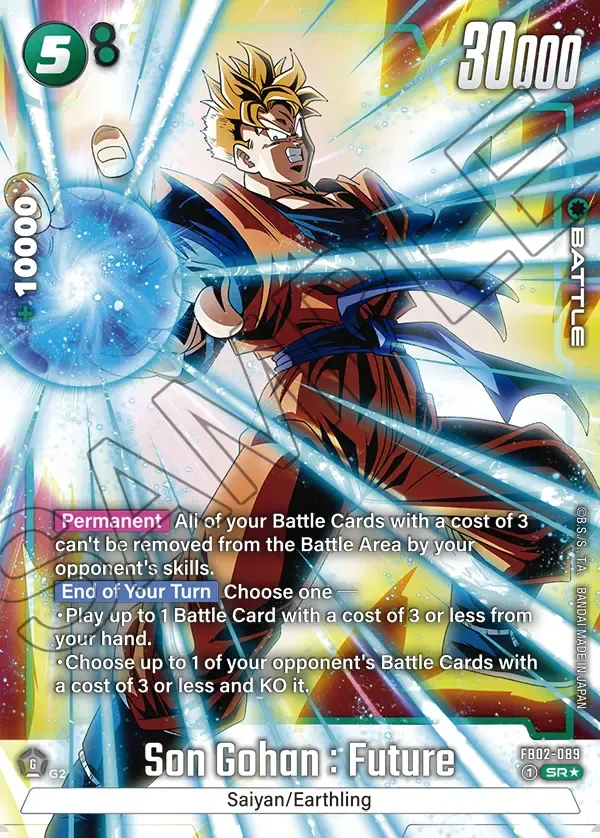 5
30000
+10000
BATTLE
SAMPLE
Permanent All of your Battle Cards with a cost of 3
can't be removed from the Battle Area by your
opponent's skills.
End of Your Turn Choose one —
•Play up to 1 Battle Card with a cost of 3 or less from
your hand.
•Choose up to 1 of your opponent's Battle Cards with
a cost of 3 or less and KO it.
©B.S./S.,T.A. BANDAI MADE IN JAPAN
G
G2
Son Gohan : Future
FB02-089
1 SR★
Saiyan/Earthling